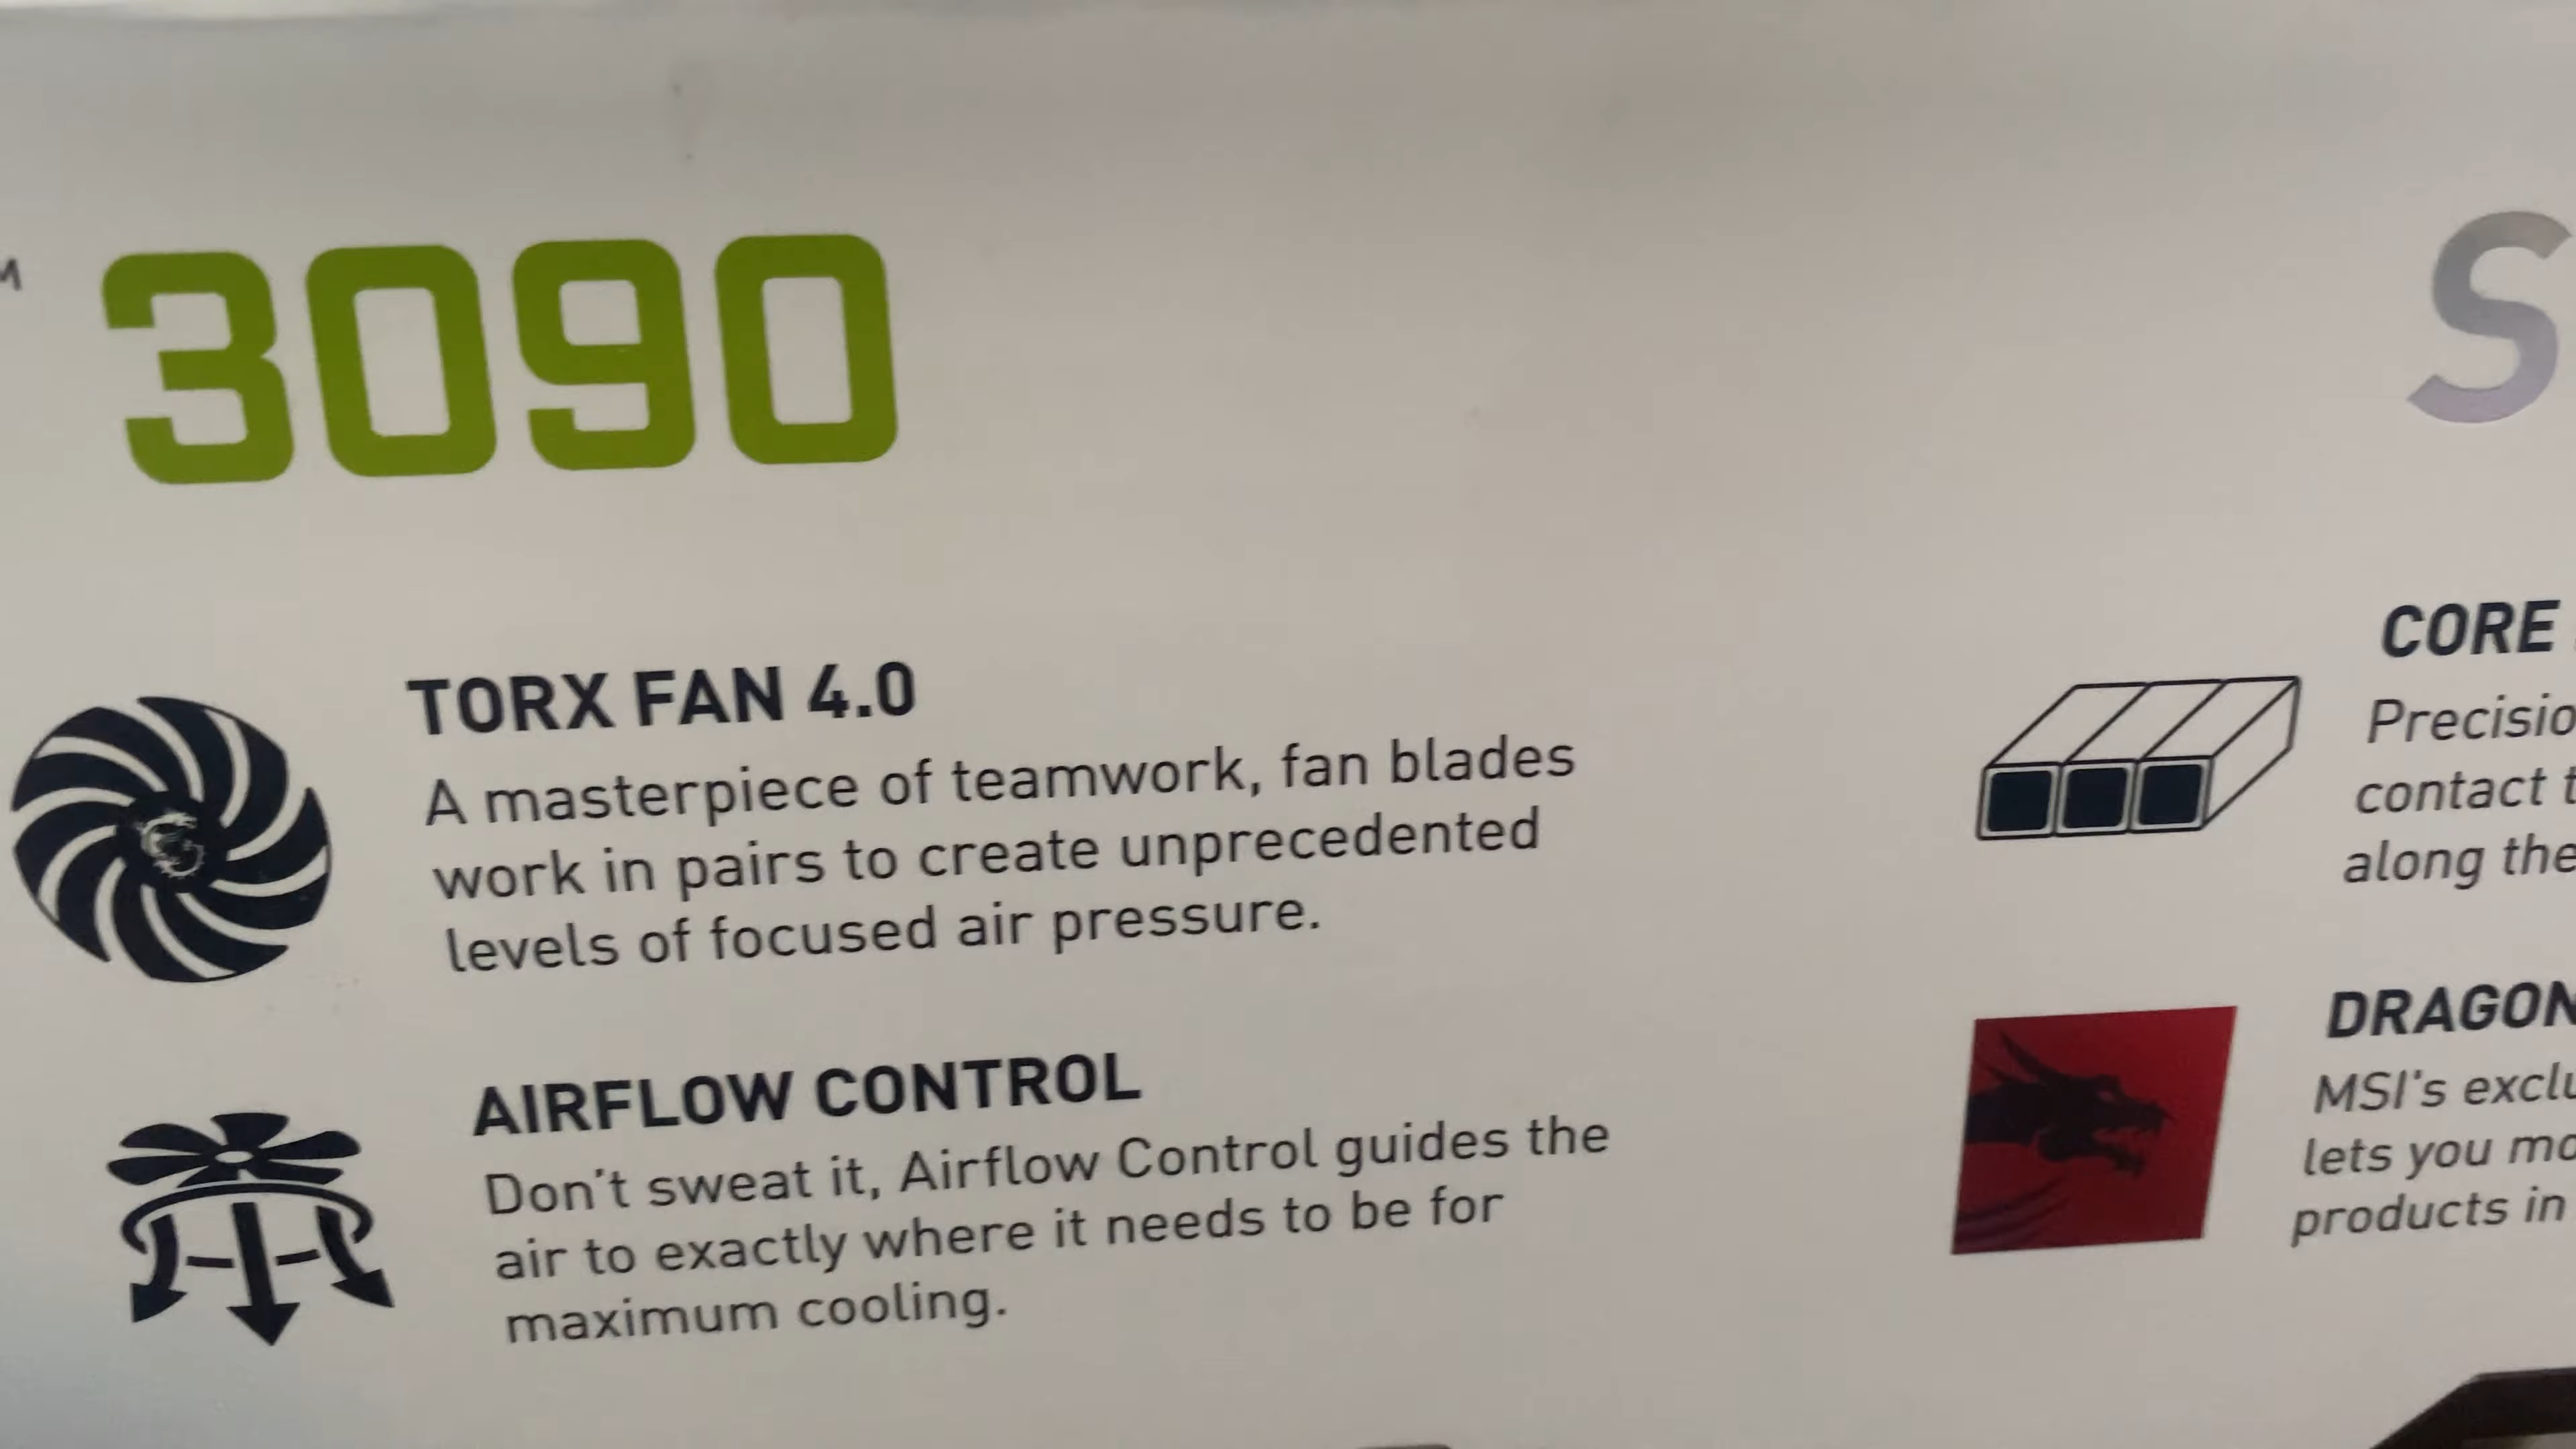 3090
S
TORX FAN 4.0
A masterpiece of teamwork, fan blades
work in pairs to create unprecedented
levels of focused air pressure.
AIRFLOW CONTROL
Don't sweat it, Airflow Control guides the
air to exactly where it needs to be for
maximum cooling.
CORE
contact
along the
DRAGON
MSI's
lets you
products in